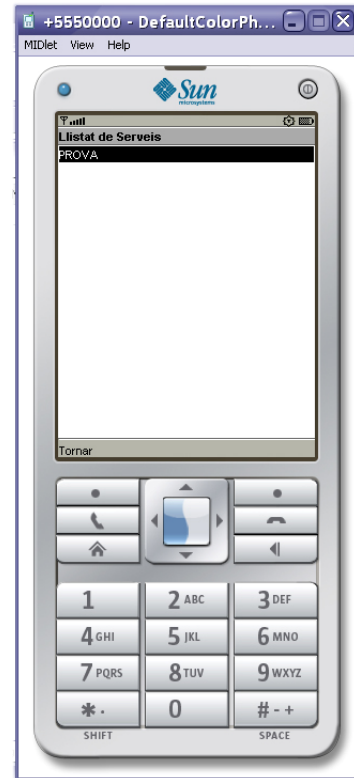 +5550000 - DefaultColorPh...
MIDlet View Help
Sun
microsystems
Llistat de Serveis
PROVA
Tornar
1 2 ABC 3 DEF
4 GHI 5 JKL 6 MNO
7 PQRS 8 TUV 9 WXYZ
* . 0 # - +
SHIFT SPACE